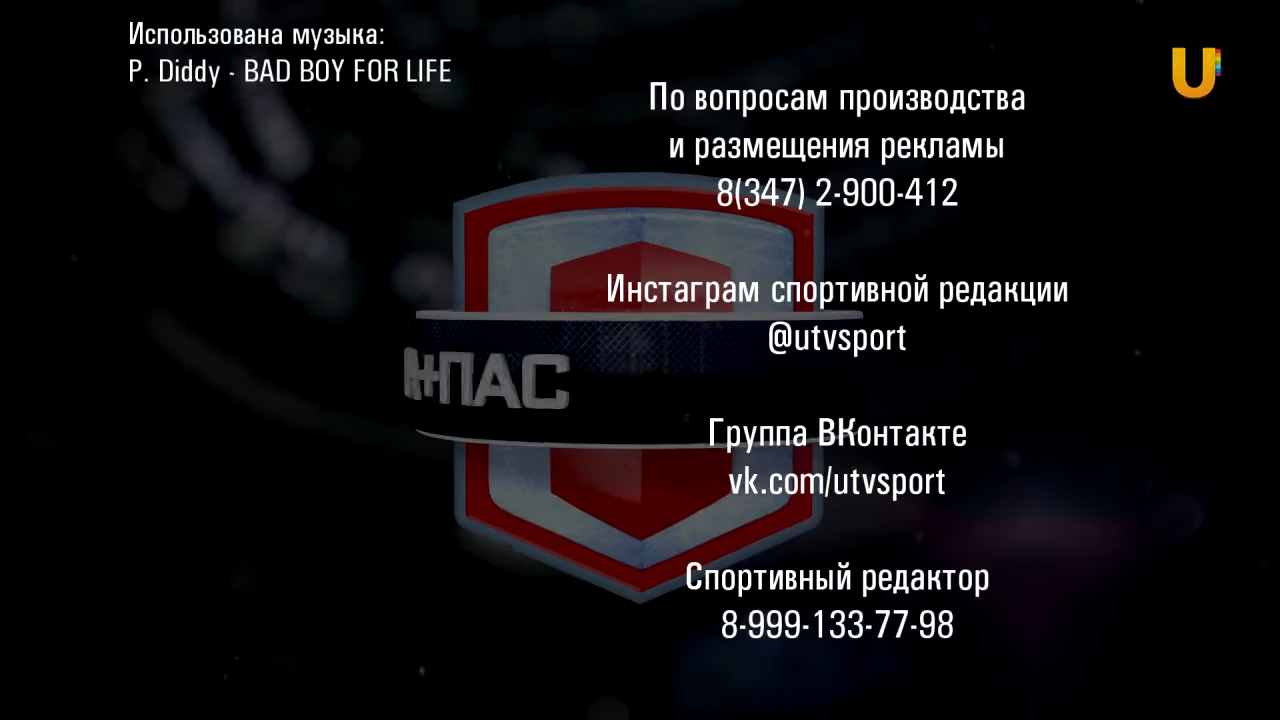 Использована музыка:
P. Diddy - BAD BOY FOR LIFE
U
По вопросам производства
и размещения рекламы
8(347) 2-900-412
Инстаграм спортивной редакции
@utvsport
+ПАС
Группа ВКонтакте
vk.com/utvsport
Спортивный редактор
8-999-133-77-98